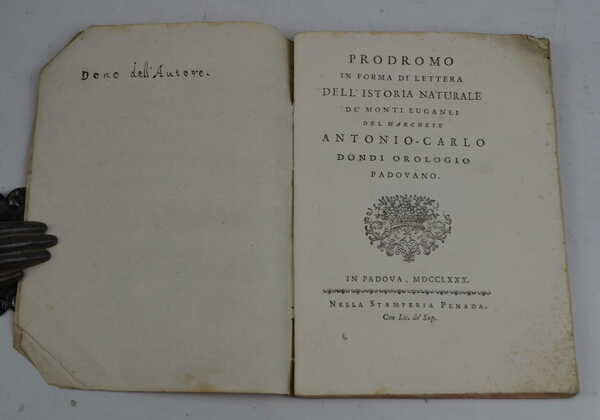 Dono dell'Autore.
PRODROMO
IN FORMA DI LETTERA
DELL'ISTORIA NATURALE
DE' MONTI EUGANEI
DEL MARCHESE
ANTONIO-CARLO
DONDI OROLOGIO
PADOVANO.
IN PADOVA, MDCCLXXX.
NELLA STAMPERIA PENADA.
Con Lic. de' Sup.